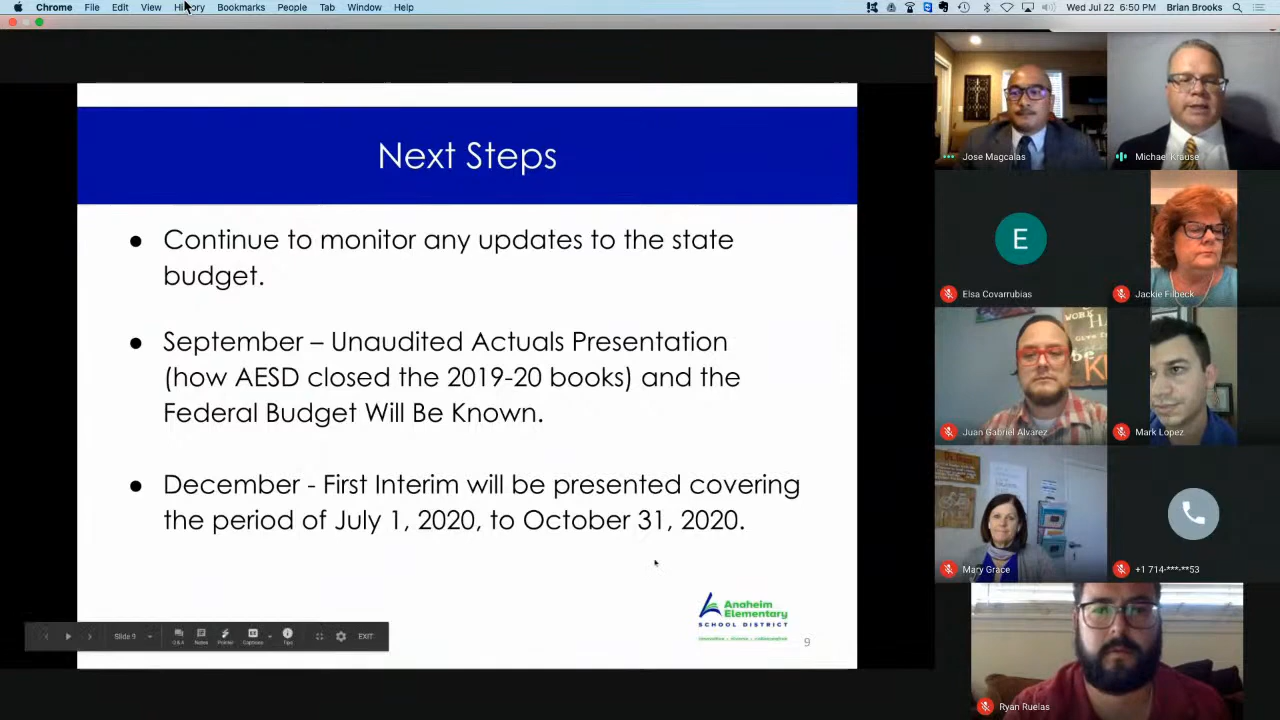 Chrome File Edit View History Bookmarks People Tab Window Help
Wed Jul 22 6:50 PM Brian Brooks
Next Steps
● Continue to monitor any updates to the state
budget.
● September – Unaudited Actuals Presentation
(how AESD closed the 2019-20 books) and the
Federal Budget Will Be Known.
● December - First Interim will be presented covering
the period of July 1, 2020, to October 31, 2020.
Anaheim
Elementary
SCHOOL DISTRICT
9
Slide 9
Q & A Notes Pointer Captions Tips EXIT
Jose Magcalas
Michael Krause
E
Elsa Covarrubias
Jackie Filbeck
Juan Gabriel Alvarez
Mark Lopez
Mary Grace
+1 714-***-**53
Ryan Ruelas